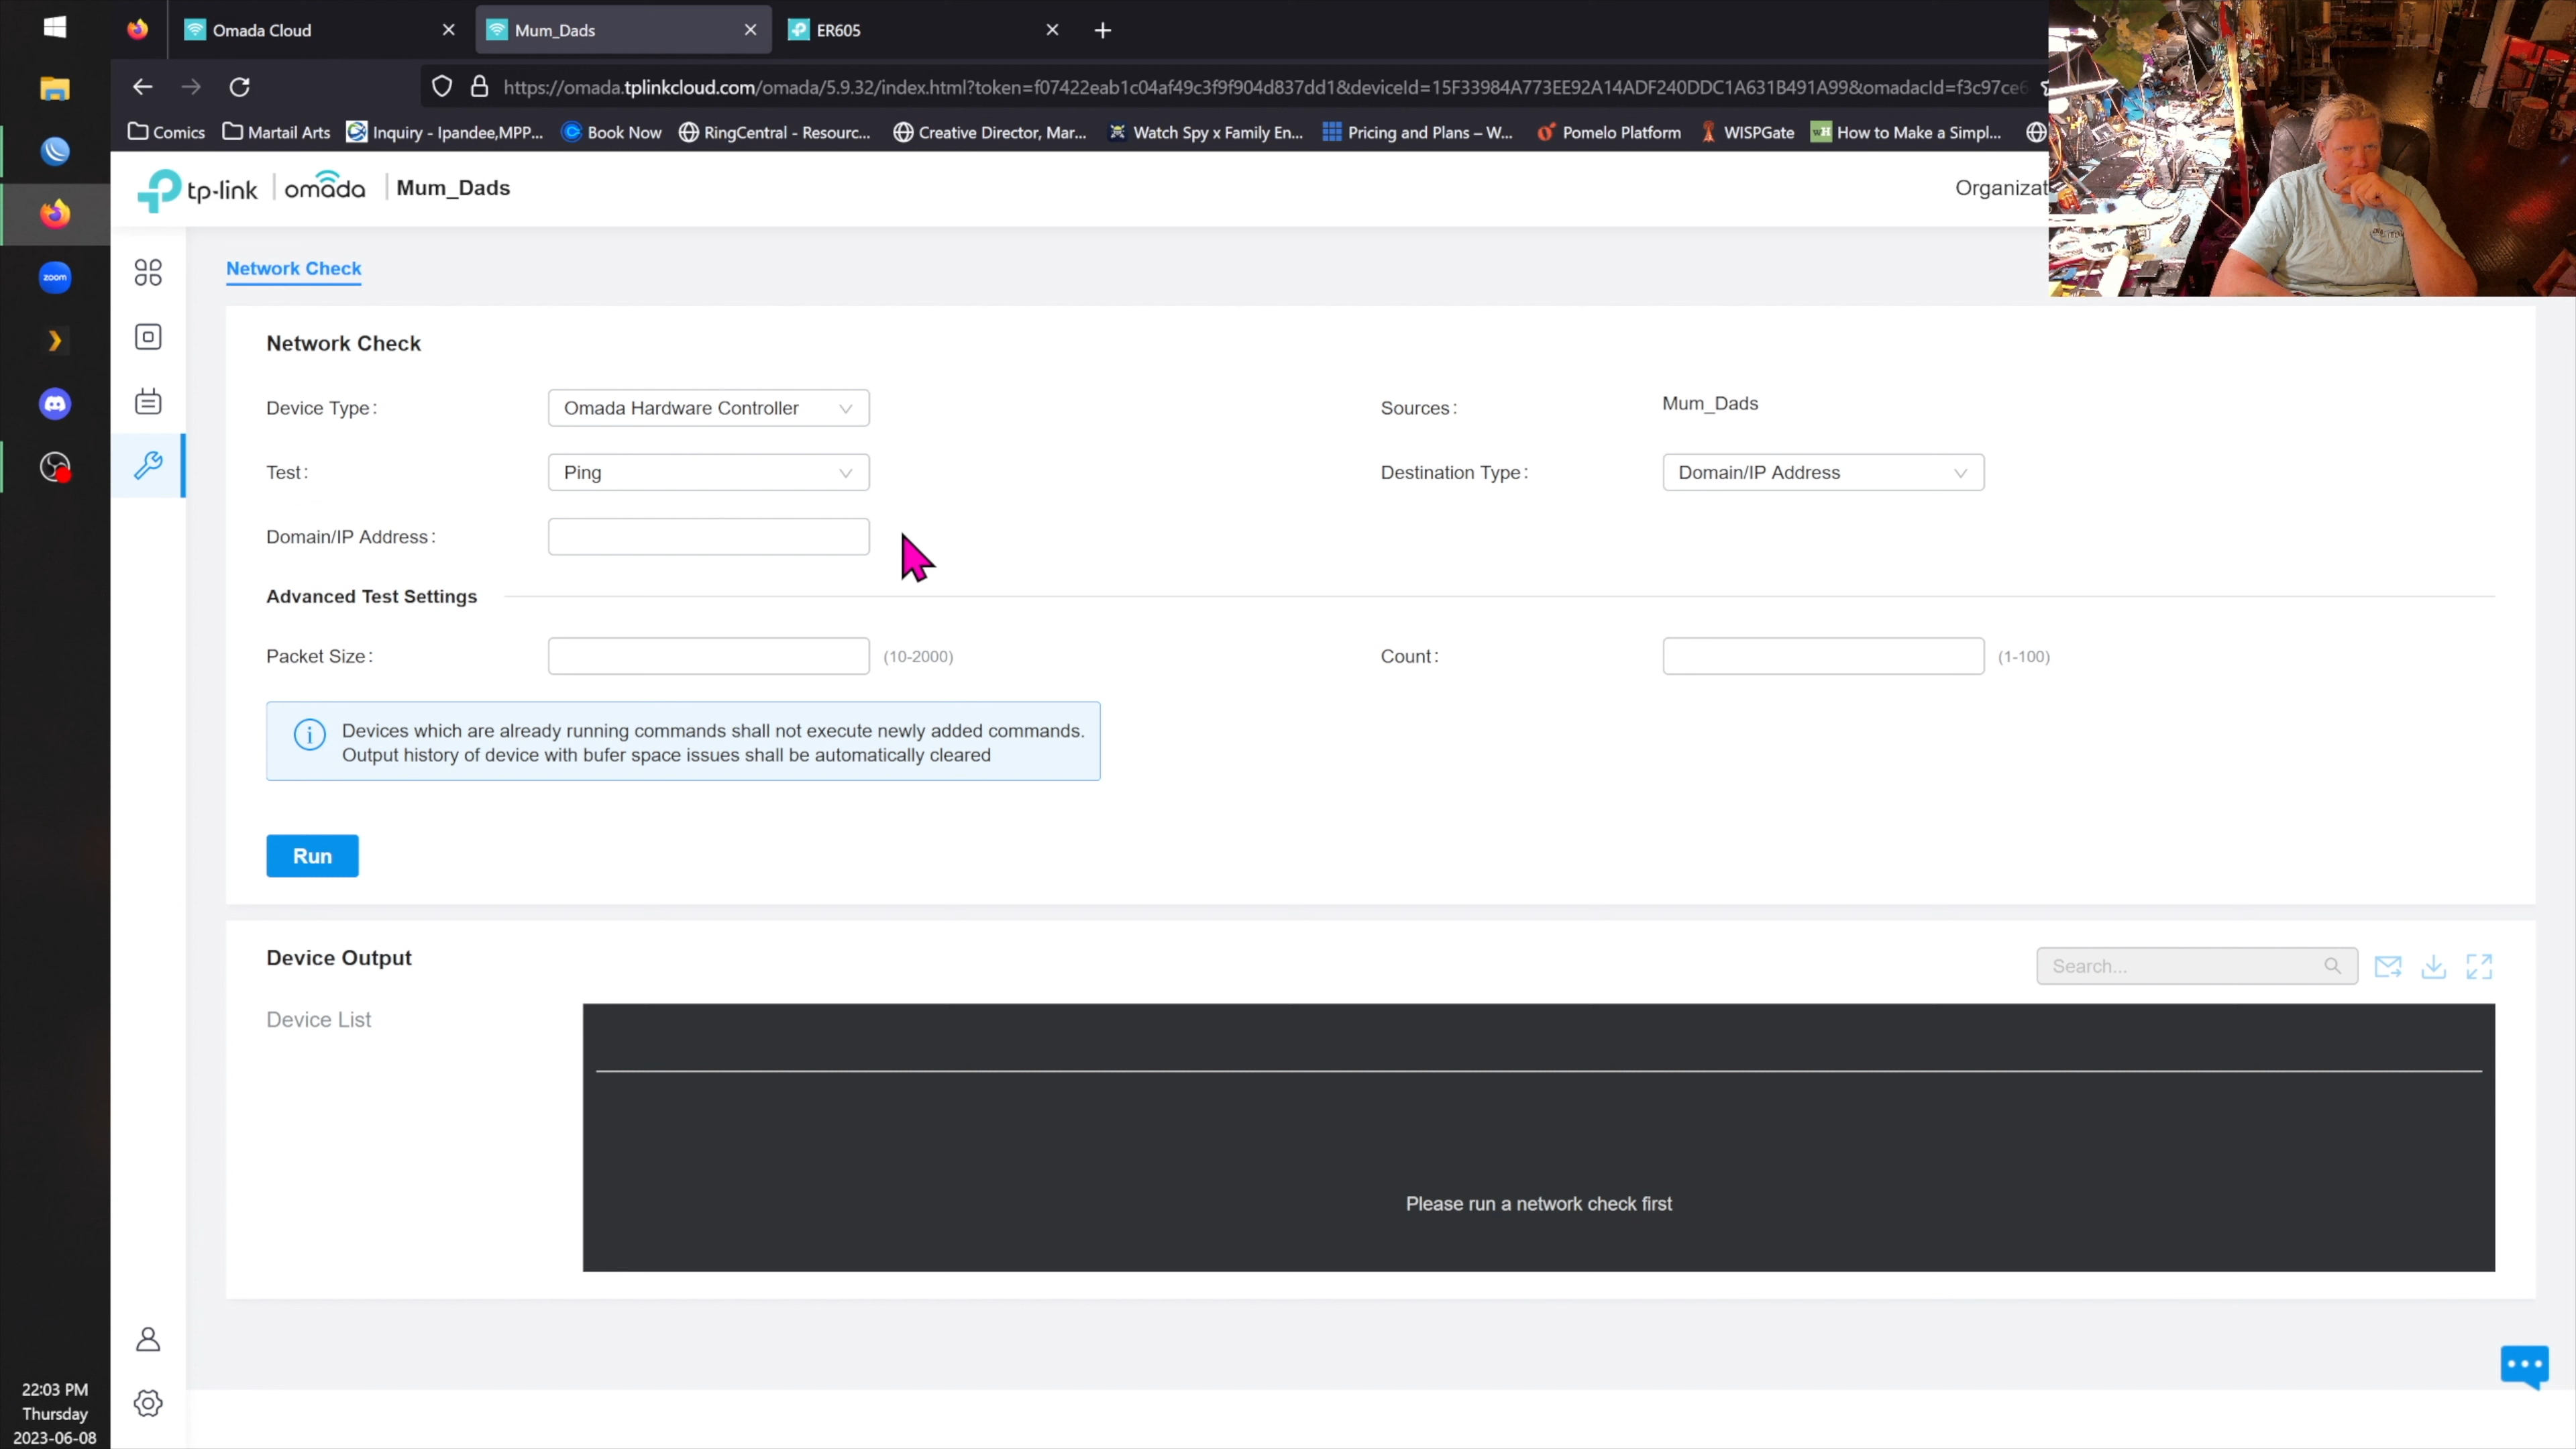 Omada Cloud
Mum_Dads
ER605
https://omada.tplinkcloud.com/omada/5.9.32/index.html?token=f07422eab1c04af49c3f9f904d837dd1&deviceId=15F33984A773EE92A14ADF240DDC1A631B491A99&omadacId=f3c97ce6
Comics
Martail Arts
Inquiry - Ipandee,MPP...
Book Now
RingCentral - Resourc...
Creative Director, Mar...
Watch Spy x Family En...
Pricing and Plans – W...
Pomelo Platform
WISPGate
wH How to Make a Simpl...
tp-link | omada | Mum_Dads
Organizat
zoom
Network Check
Network Check
Device Type:
Omada Hardware Controller
Sources:
Mum_Dads
Test:
Ping
Destination Type:
Domain/IP Address
Domain/IP Address:
Advanced Test Settings
Packet Size:
(10-2000)
Count:
(1-100)
Devices which are already running commands shall not execute newly added commands.
Output history of device with bufer space issues shall be automatically cleared
Run
Device Output
Search...
Device List
Please run a network check first
22:03 PM
Thursday
2023-06-08